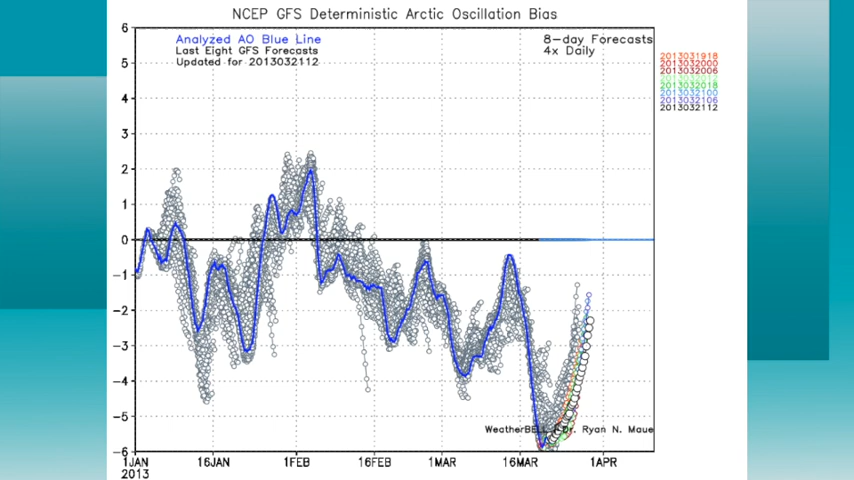 NCEP GFS Deterministic Arctic Oscillation Bias
Analyzed AO Blue Line
Last Eight GFS Forecasts
Updated for 2013032112
8-day Forecasts
4x Daily
2013031918
2013032000
2013032006
2013032018
2013032100
2013032106
2013032112
6
5
4
3
2
1
0
-1
-2
-3
-4
-5
-6
Dr. Ryan N. Maue
1JAN 16JAN 1FEB 16FEB 1MAR 16MAR 1APR
2013